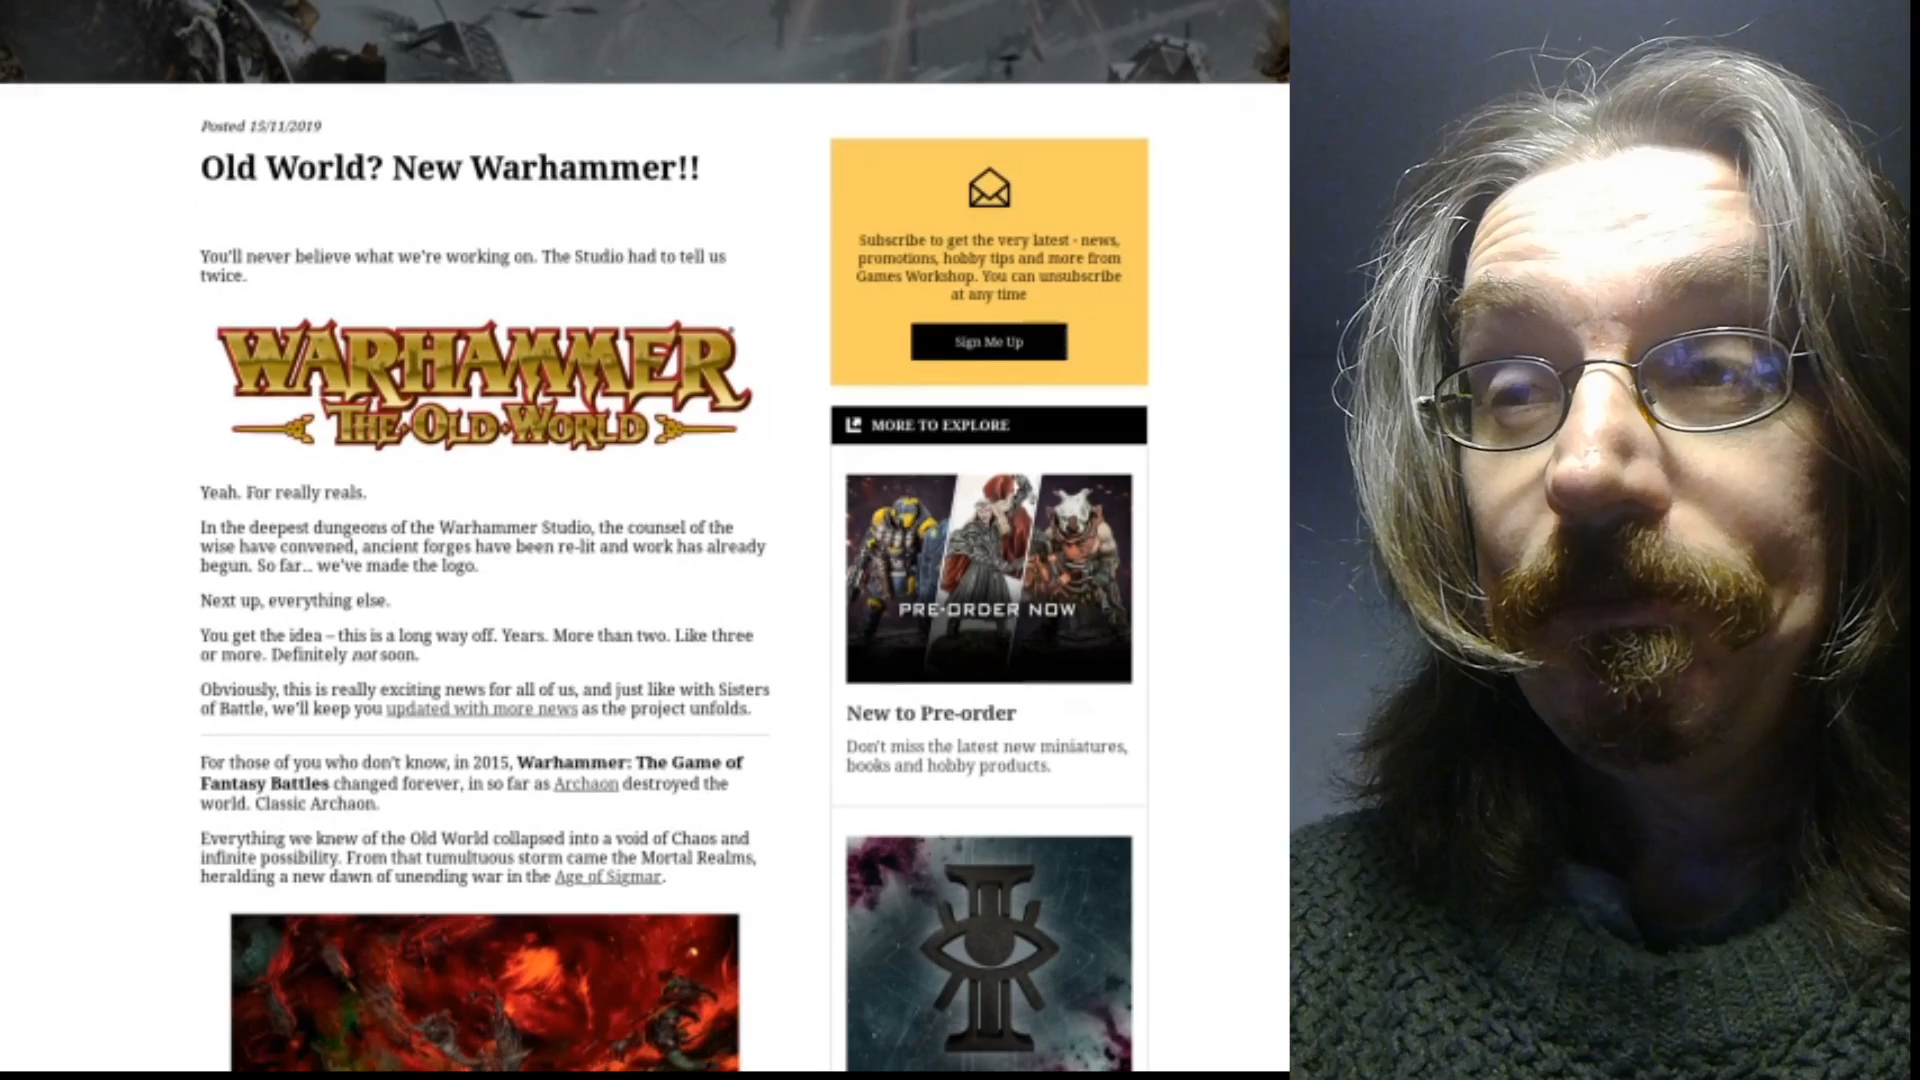 Posted 15/11/2019
Old World? New Warhammer!!
You'll never believe what we're working on. The Studio had to tell us
twice.
WARHAMMER
THE OLD WORLD
Yeah. For really reals.
In the deepest dungeons of the Warhammer Studio, the counsel of the
wise have convened, ancient forges have been re-lit and work has already
begun. So far... we've made the logo.
Next up, everything else.
You get the idea – this is a long way off. Years. More than two. Like three
or more. Definitely not soon.
Obviously, this is really exciting news for all of us, and just like with Sisters
of Battle, we'll keep you updated with more news as the project unfolds.
For those of you who don't know, in 2015, Warhammer: The Game of
Fantasy Battles changed forever, in so far as Archaon destroyed the
world. Classic Archaon.
Everything we knew of the Old World collapsed into a void of Chaos and
infinite possibility. From that tumultuous storm came the Mortal Realms,
heralding a new dawn of unending war in the Age of Sigmar.
Subscribe to get the very latest - news,
promotions, hobby tips and more from
Games Workshop. You can unsubscribe
at any time
Sign Me Up
MORE TO EXPLORE
PRE-ORDER NOW
New to Pre-order
Don't miss the latest new miniatures,
books and hobby products.